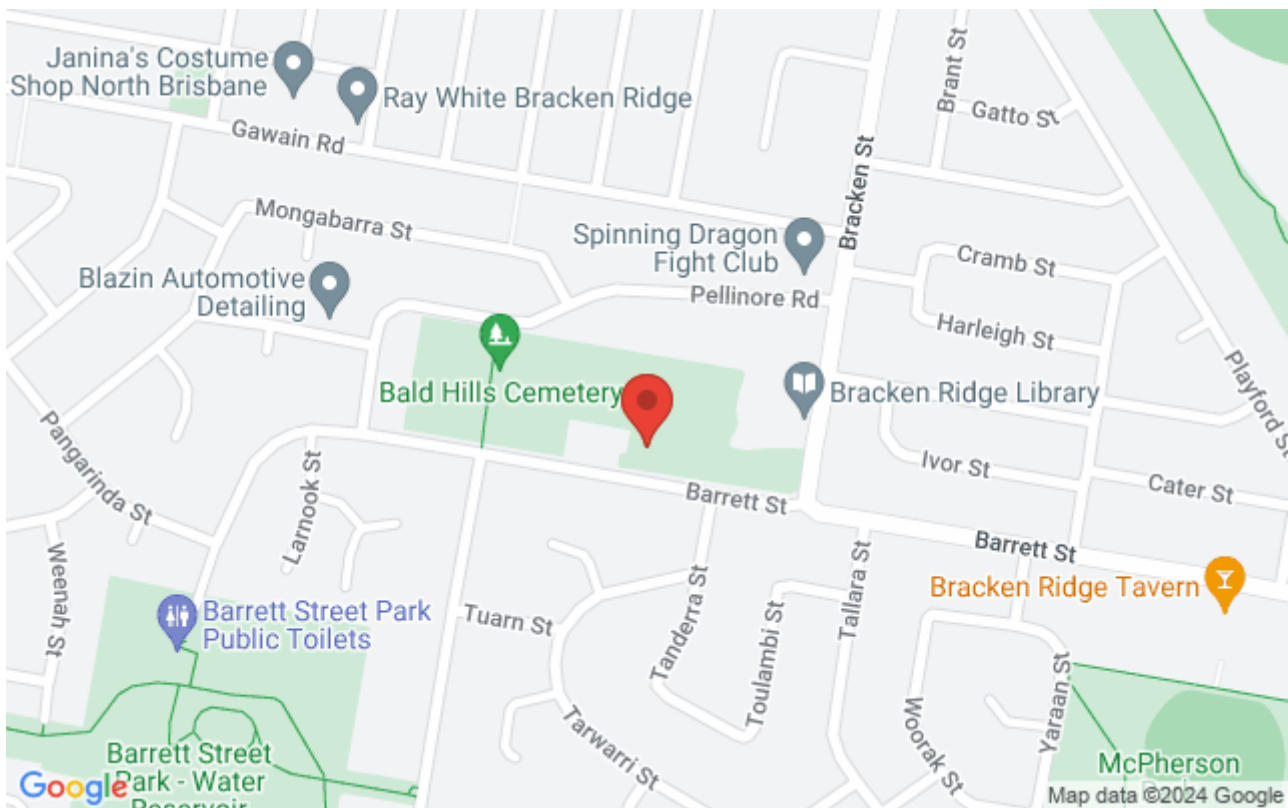 Janina's Costume
Shop North Brisbane
Ray White Bracken Ridge
Gawain Rd
Brant St
Gatto St
Bracken St
Mongabarra St
Spinning Dragon
Fight Club
Cramb St
Blazin Automotive
Detailing
Pellinore Rd
Harleigh St
Playford St
Bald Hills Cemetery
Bracken Ridge Library
Pangarinda St
Larnook St
Ivor St
Cater St
Barrett St
Barrett St
Weenah St
Bracken Ridge Tavern
Barrett Street Park
Public Toilets
Tuarn St
Tanderra St
Toulambi St
Tallara St
Yaraan St
Woorak St
Tarwarri St
Barrett Street
Park - Water
Reservoir
McPherson
Google
Map data ©2024 Google